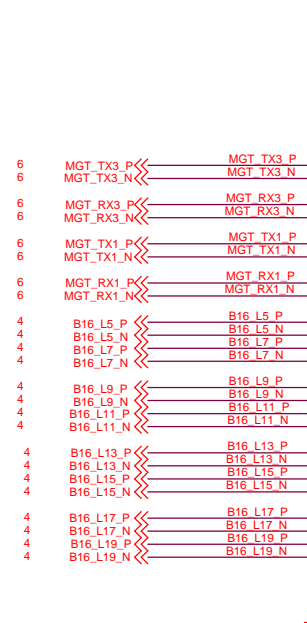 6 MGT_TX3_P MGT_TX3_P
6 MGT_TX3_N MGT_TX3_N
6 MGT_RX3_P MGT_RX3_P
6 MGT_RX3_N MGT_RX3_N
6 MGT_TX1_P MGT_TX1_P
6 MGT_TX1_N MGT_TX1_N
6 MGT_RX1_P MGT_RX1_P
6 MGT_RX1_N MGT_RX1_N
4 B16_L5_P B16_L5_P
4 B16_L5_N B16_L5_N
4 B16_L7_P B16_L7_P
4 B16_L7_N B16_L7_N
4 B16_L9_P B16_L9_P
4 B16_L9_N B16_L9_N
4 B16_L11_P B16_L11_P
4 B16_L11_N B16_L11_N
4 B16_L13_P B16_L13_P
4 B16_L13_N B16_L13_N
4 B16_L15_P B16_L15_P
4 B16_L15_N B16_L15_N
4 B16_L17_P B16_L17_P
4 B16_L17_N B16_L17_N
4 B16_L19_P B16_L19_P
4 B16_L19_N B16_L19_N